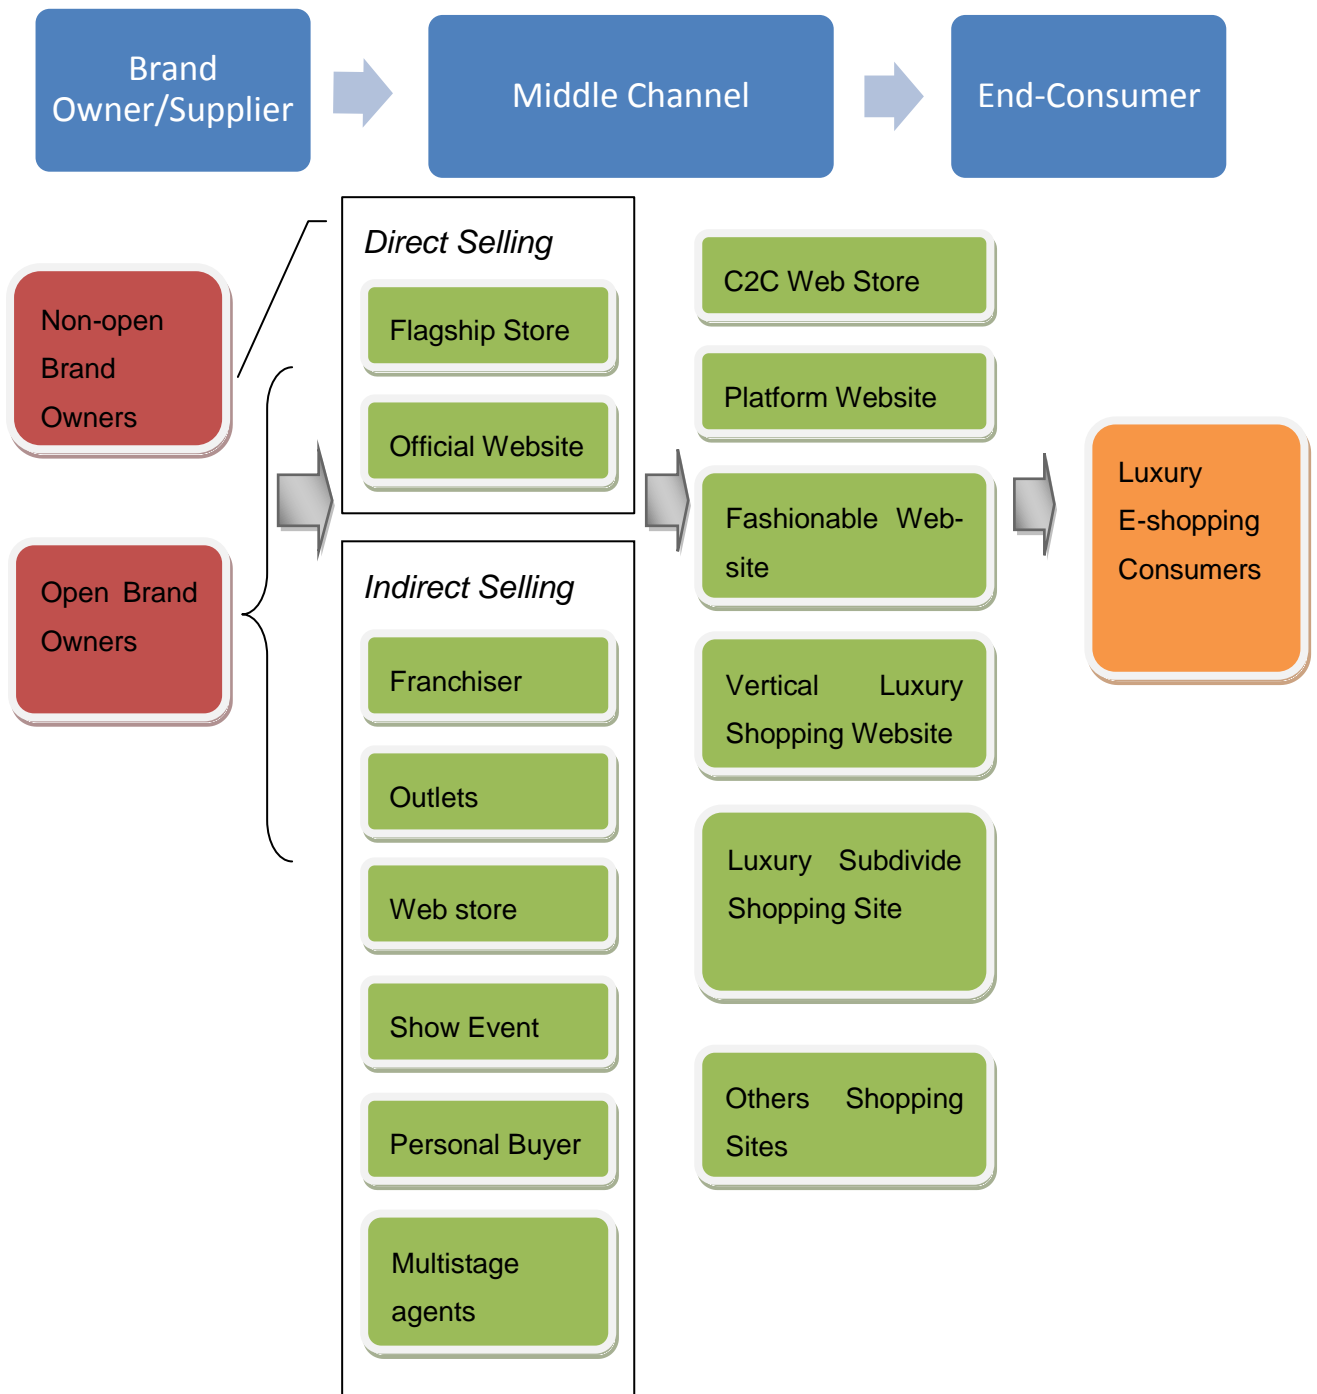 Brand
Owner/Supplier
Middle Channel
End-Consumer
Non-open
Brand
Owners
Open Brand
Owners
Direct Selling
Flagship Store
Official Website
Indirect Selling
Franchiser
Outlets
Web store
Show Event
Personal Buyer
Multistage
agents
C2C Web Store
Platform Website
Fashionable Web-
site
Vertical Luxury
Shopping Website
Luxury Subdivide
Shopping Site
Others Shopping
Sites
Luxury
E-shopping
Consumers